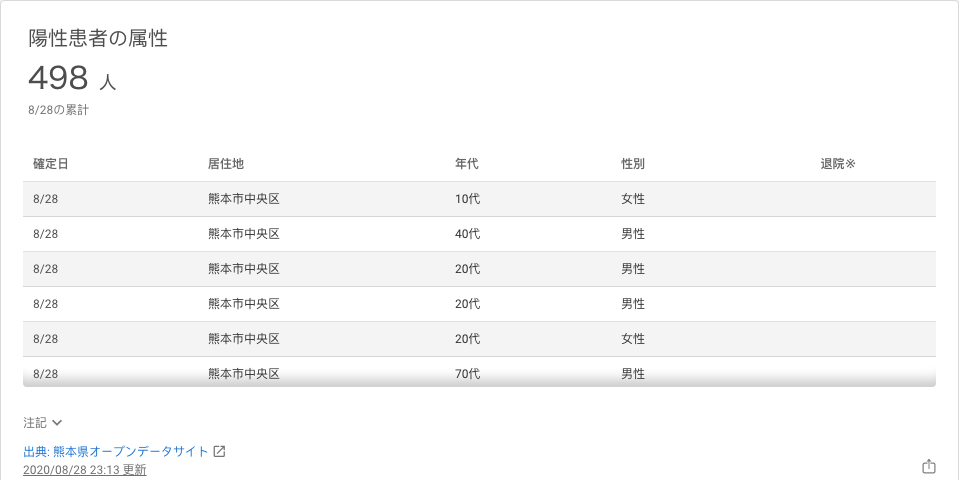 陽性患者の属性
498 人
8/28の累計
確定日 居住地 年代 性別 退院※
8/28 熊本市中央区 10代 女性
8/28 熊本市中央区 40代 男性
8/28 熊本市中央区 20代 男性
8/28 熊本市中央区 20代 男性
8/28 熊本市中央区 20代 女性
8/28 熊本市中央区 70代 男性
注記
出典: 熊本県オープンデータサイト
2020/08/28 23:13 更新